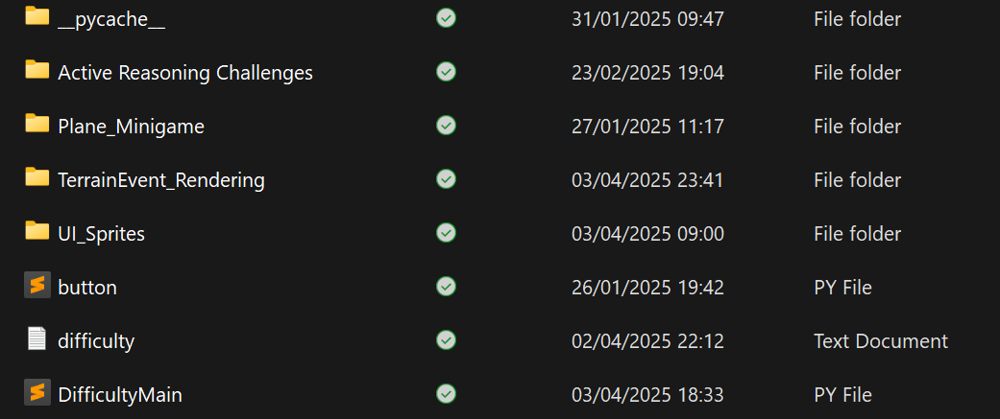 __pycache__ 31/01/2025 09:47 File folder
Active Reasoning Challenges 23/02/2025 19:04 File folder
Plane_Minigame 27/01/2025 11:17 File folder
TerrainEvent_Rendering 03/04/2025 23:41 File folder
UI_Sprites 03/04/2025 09:00 File folder
button 26/01/2025 19:42 PY File
difficulty 02/04/2025 22:12 Text Document
DifficultyMain 03/04/2025 18:33 PY File